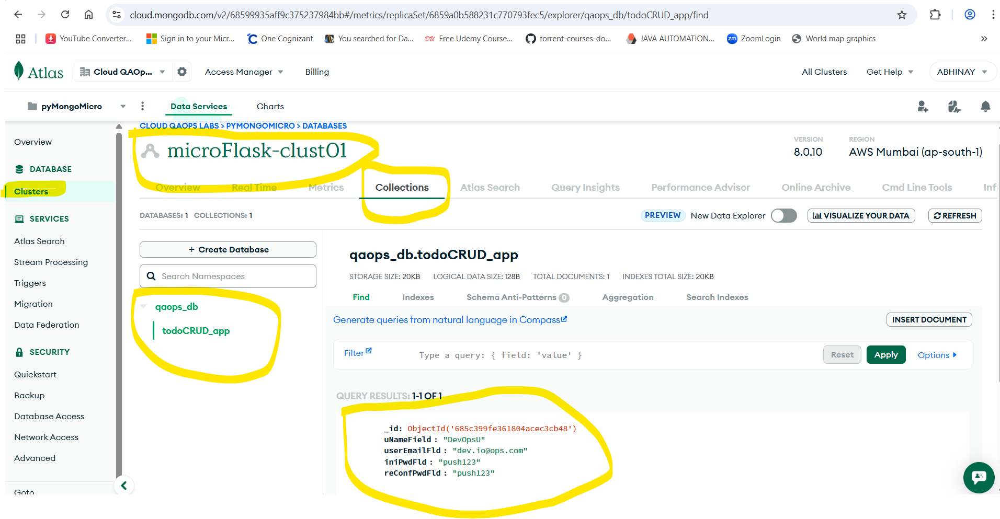 cloud.mongodb.com/v2/68599935aff9c375237984bb#/metrics/replicaSet/6859a0b588231c770793fec5/explorer/qaops_db/todoCRUD_app/find
YouTube Converter... Sign in to your Micr... One Cognizant You searched for Da... DU Free Udemy Course... torrent-courses-do... JAVA AUTOMATION... zm ZoomLogin World map graphics »
Atlas Cloud QAOp... Access Manager Billing All Clusters Get Help ABHINAY
pyMongoMicro Data Services Charts
CLOUD QAOPS LABS > PYMONGOMICRO > DATABASES
Overview
DATABASE
Clusters
SERVICES
Atlas Search
Stream Processing
Triggers
Migration
Data Federation
SECURITY
Quickstart
Backup
Database Access
Network Access
Advanced
Goto
microFlask-clust01
VERSION
8.0.10
REGION
AWS Mumbai (ap-south-1)
Overview Real Time Metrics Collections Atlas Search Query Insights Performance Advisor Online Archive Cmd Line Tools
DATABASES: 1 COLLECTIONS: 1
PREVIEW New Data Explorer VISUALIZE YOUR DATA REFRESH
+ Create Database
Search Namespaces
qaops_db
todoCRUD_app
qaops_db.todoCRUD_app
STORAGE SIZE: 20KB LOGICAL DATA SIZE: 128B TOTAL DOCUMENTS: 1 INDEXES TOTAL SIZE: 20KB
Find Indexes Schema Anti-Patterns 0 Aggregation Search Indexes
Generate queries from natural language in Compass
INSERT DOCUMENT
Filter Type a query: { field: 'value' } Reset Apply Options
QUERY RESULTS: 1-1 OF 1
_id: ObjectId('685c399fe361804acec3cb48')
uNameField : "DevOpsU"
userEmailFld : "dev.io@ops.com"
iniPwdFld : "push123"
reConfPwdFld : "push123"